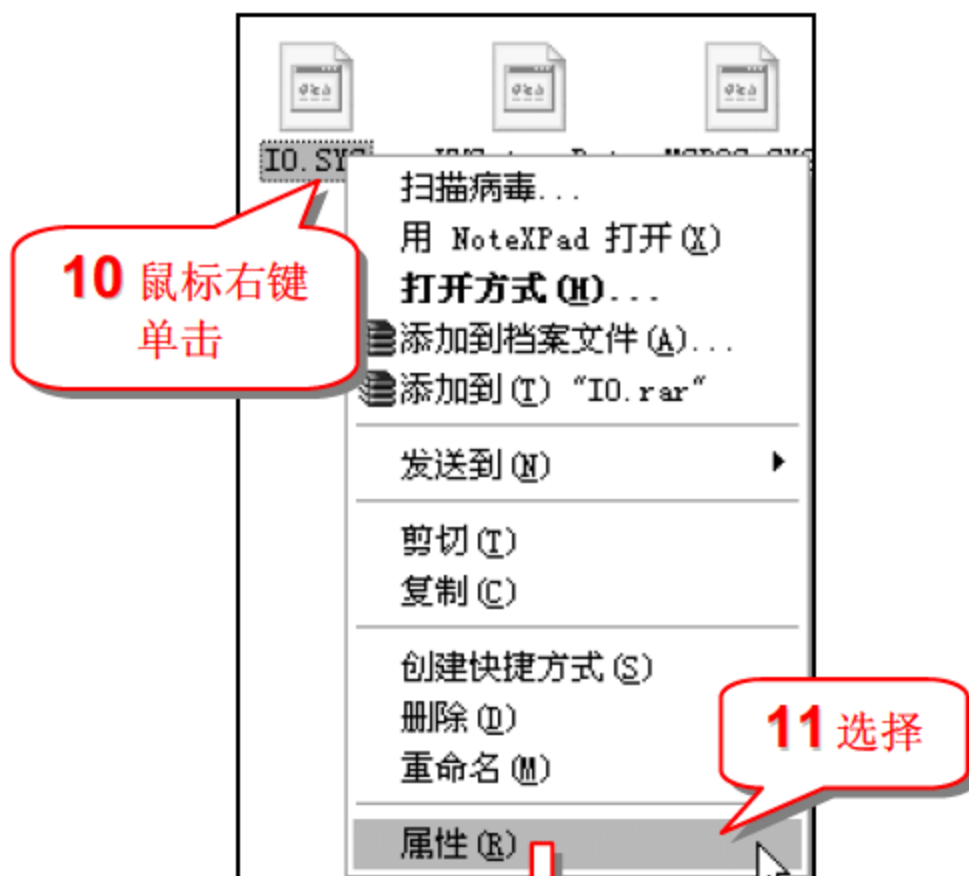 IO.SYS
扫描病毒...
用 NoteXPad 打开(X)
打开方式(H)...
添加到档案文件(A)...
添加到(T) "IO.rar"
10 鼠标右键
单击
发送到(N)
剪切(T)
复制(C)
创建快捷方式(S)
删除(D)
重命名(M)
11 选择
属性(R)